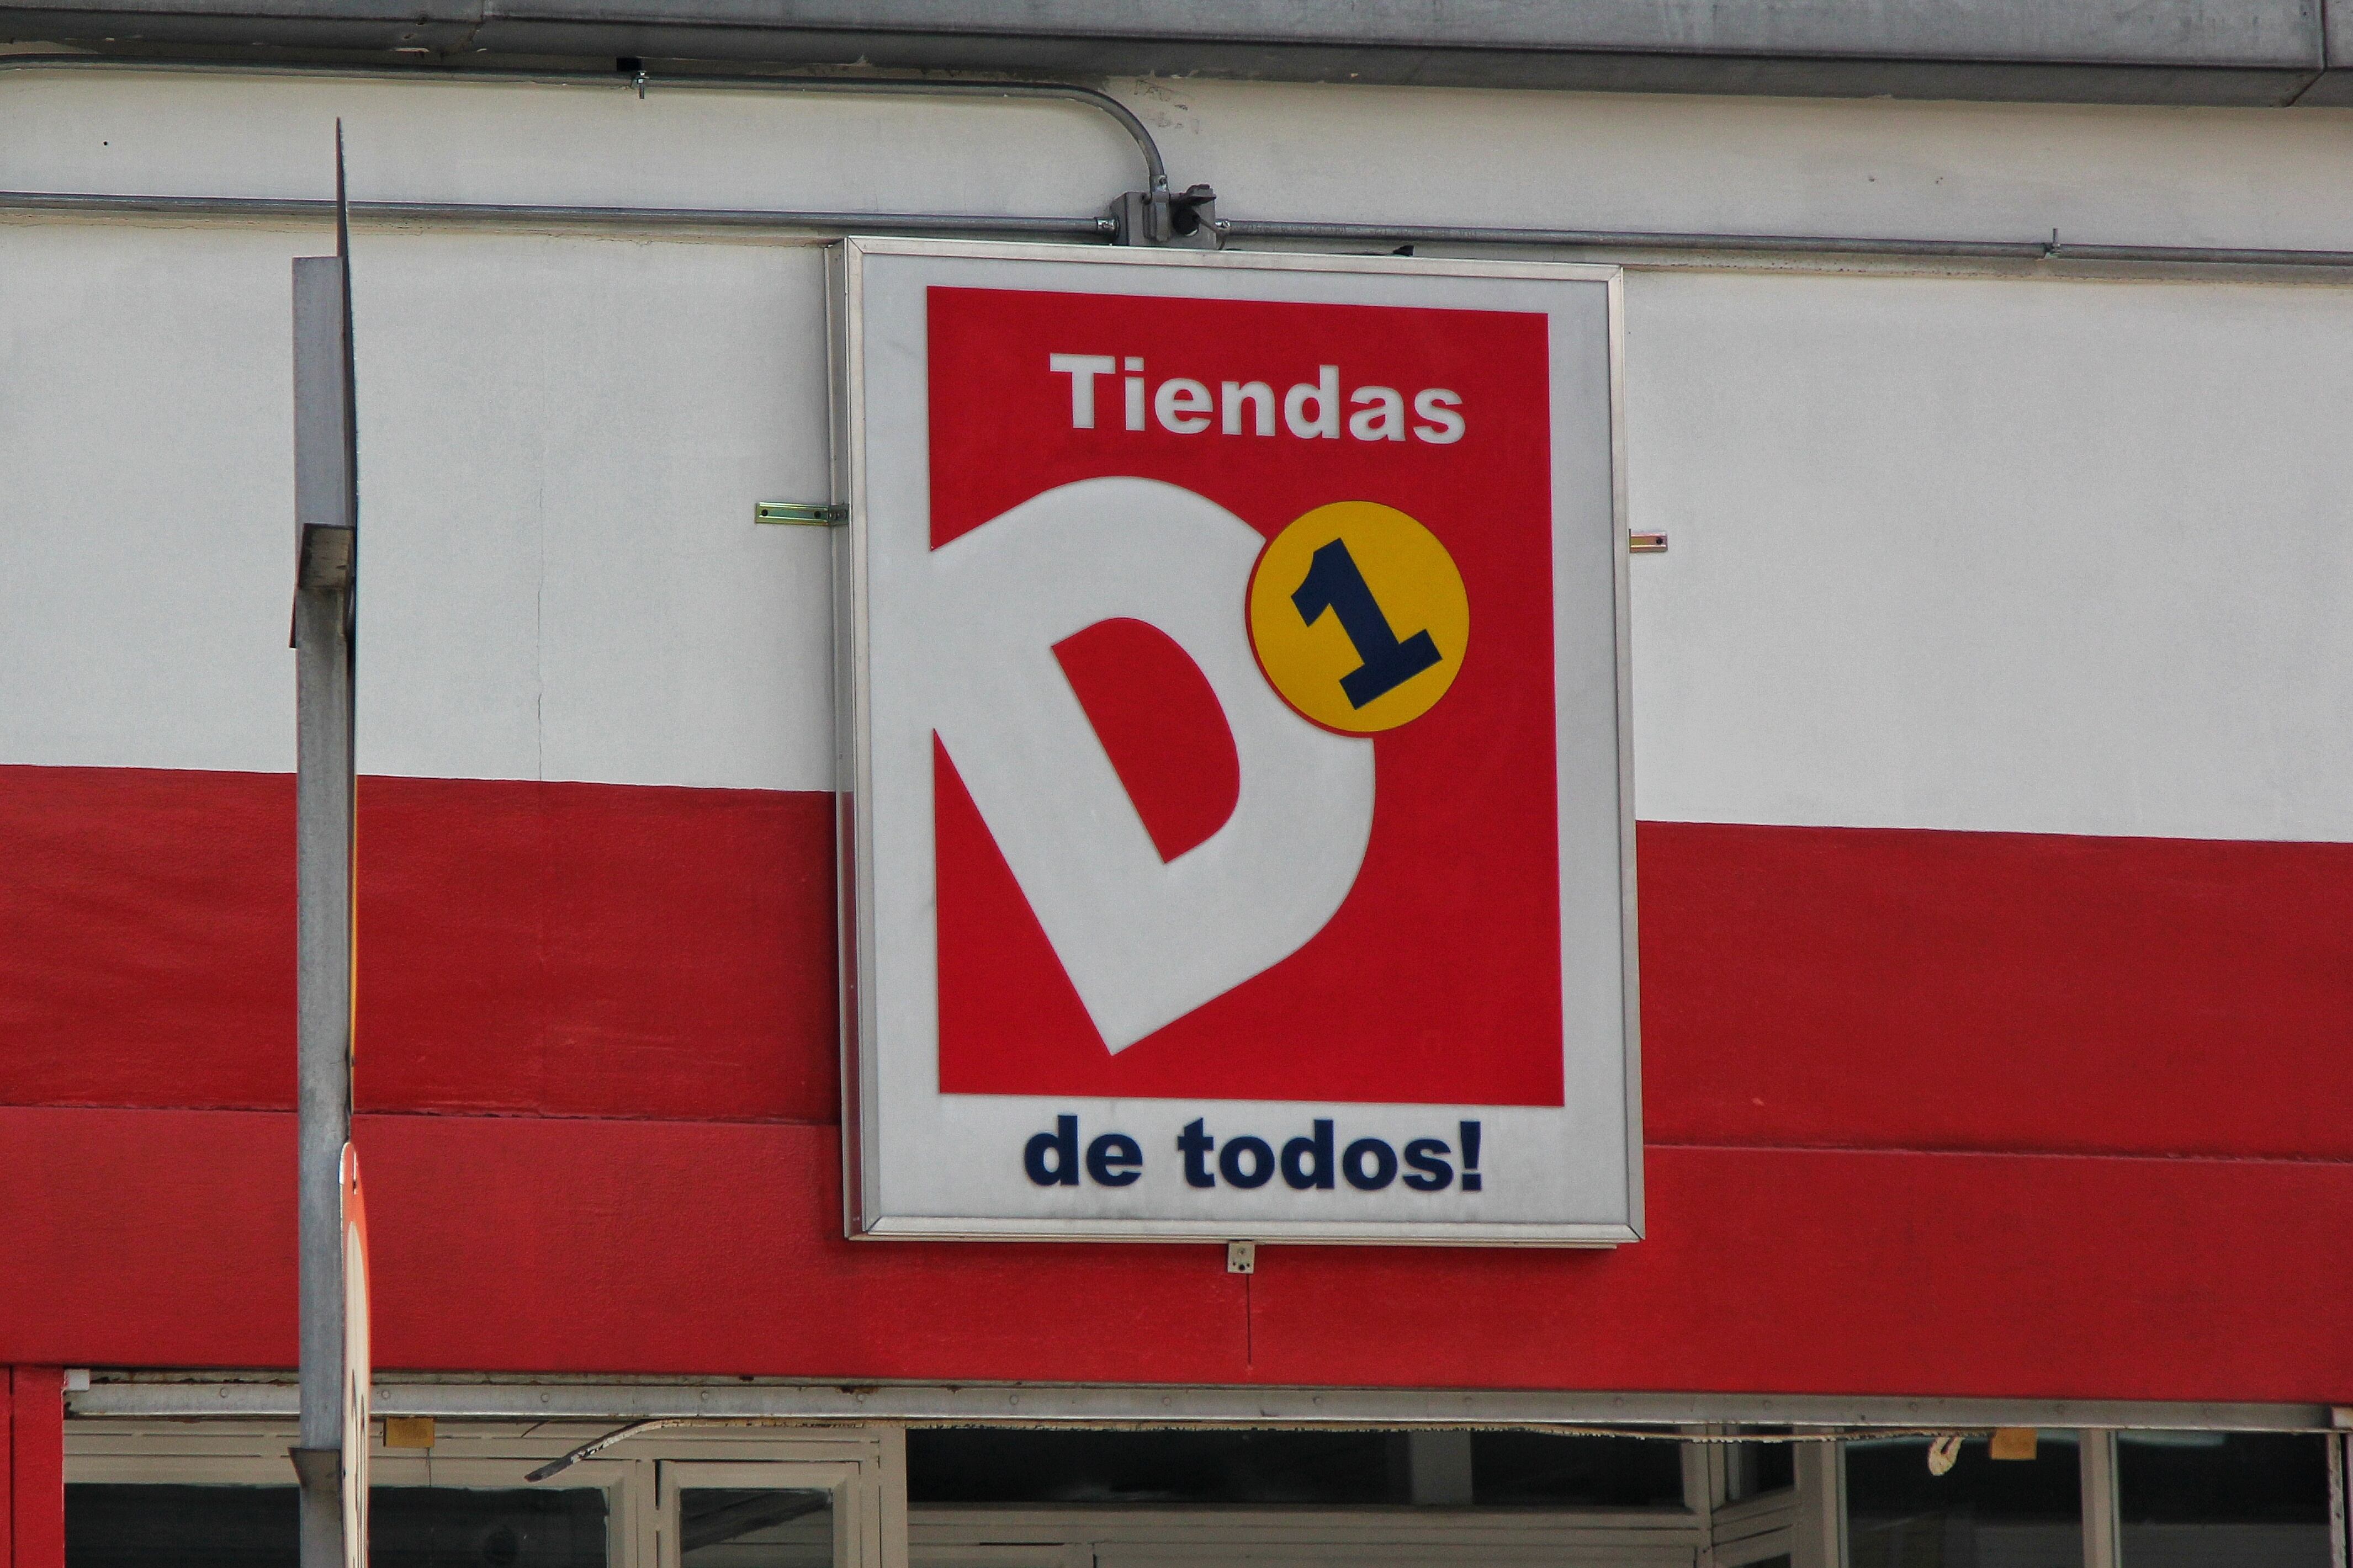 Tiendas
D1
de todos!